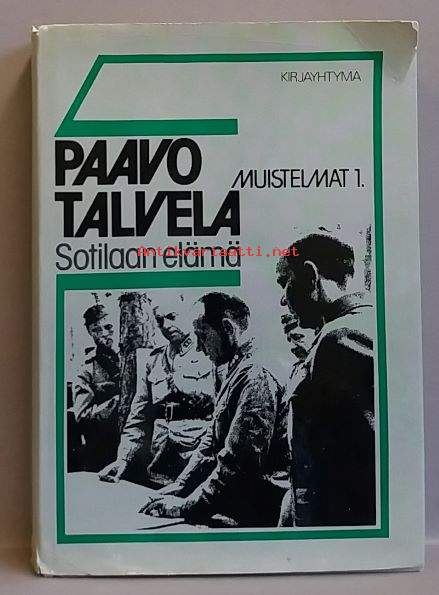 KIRJAYHTYMÄ
PAAVO
TALVELA
MUISTELMAT 1.
Sotilaan elämä
Antikvariaatti.net